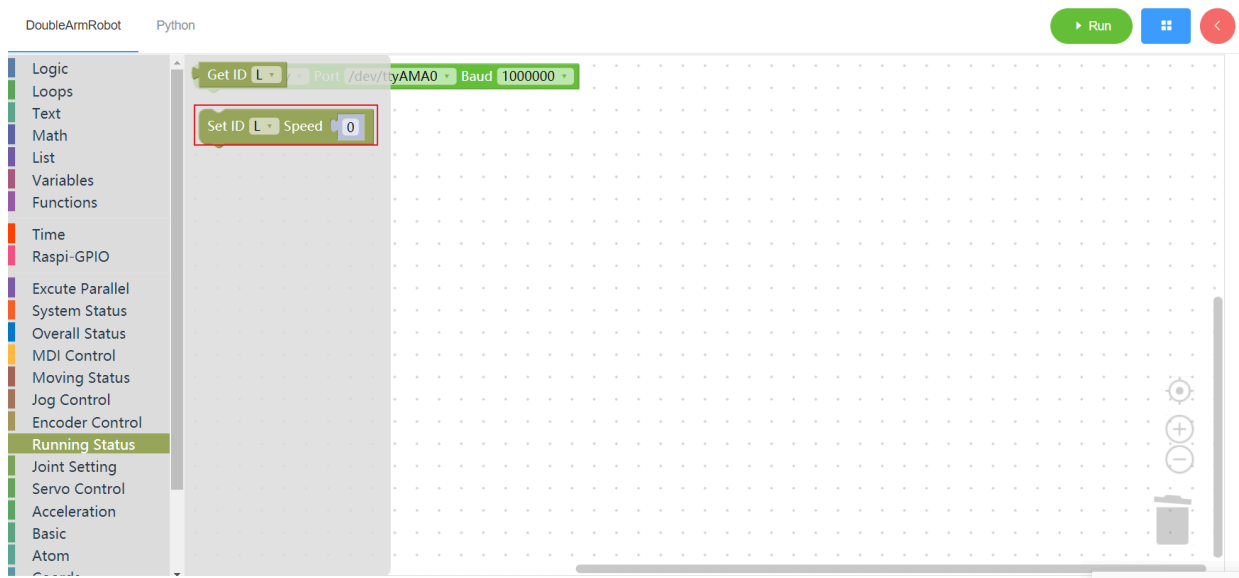 DoubleArmRobot Python Run
Logic
Loops
Text
Math
List
Variables
Functions
Time
Raspi-GPIO
Excute Parallel
System Status
Overall Status
MDI Control
Moving Status
Jog Control
Encoder Control
Running Status
Joint Setting
Servo Control
Acceleration
Basic
Atom
Coords
Get ID L Port /dev/ttyAMA0 Baud 1000000
Set ID L Speed 0